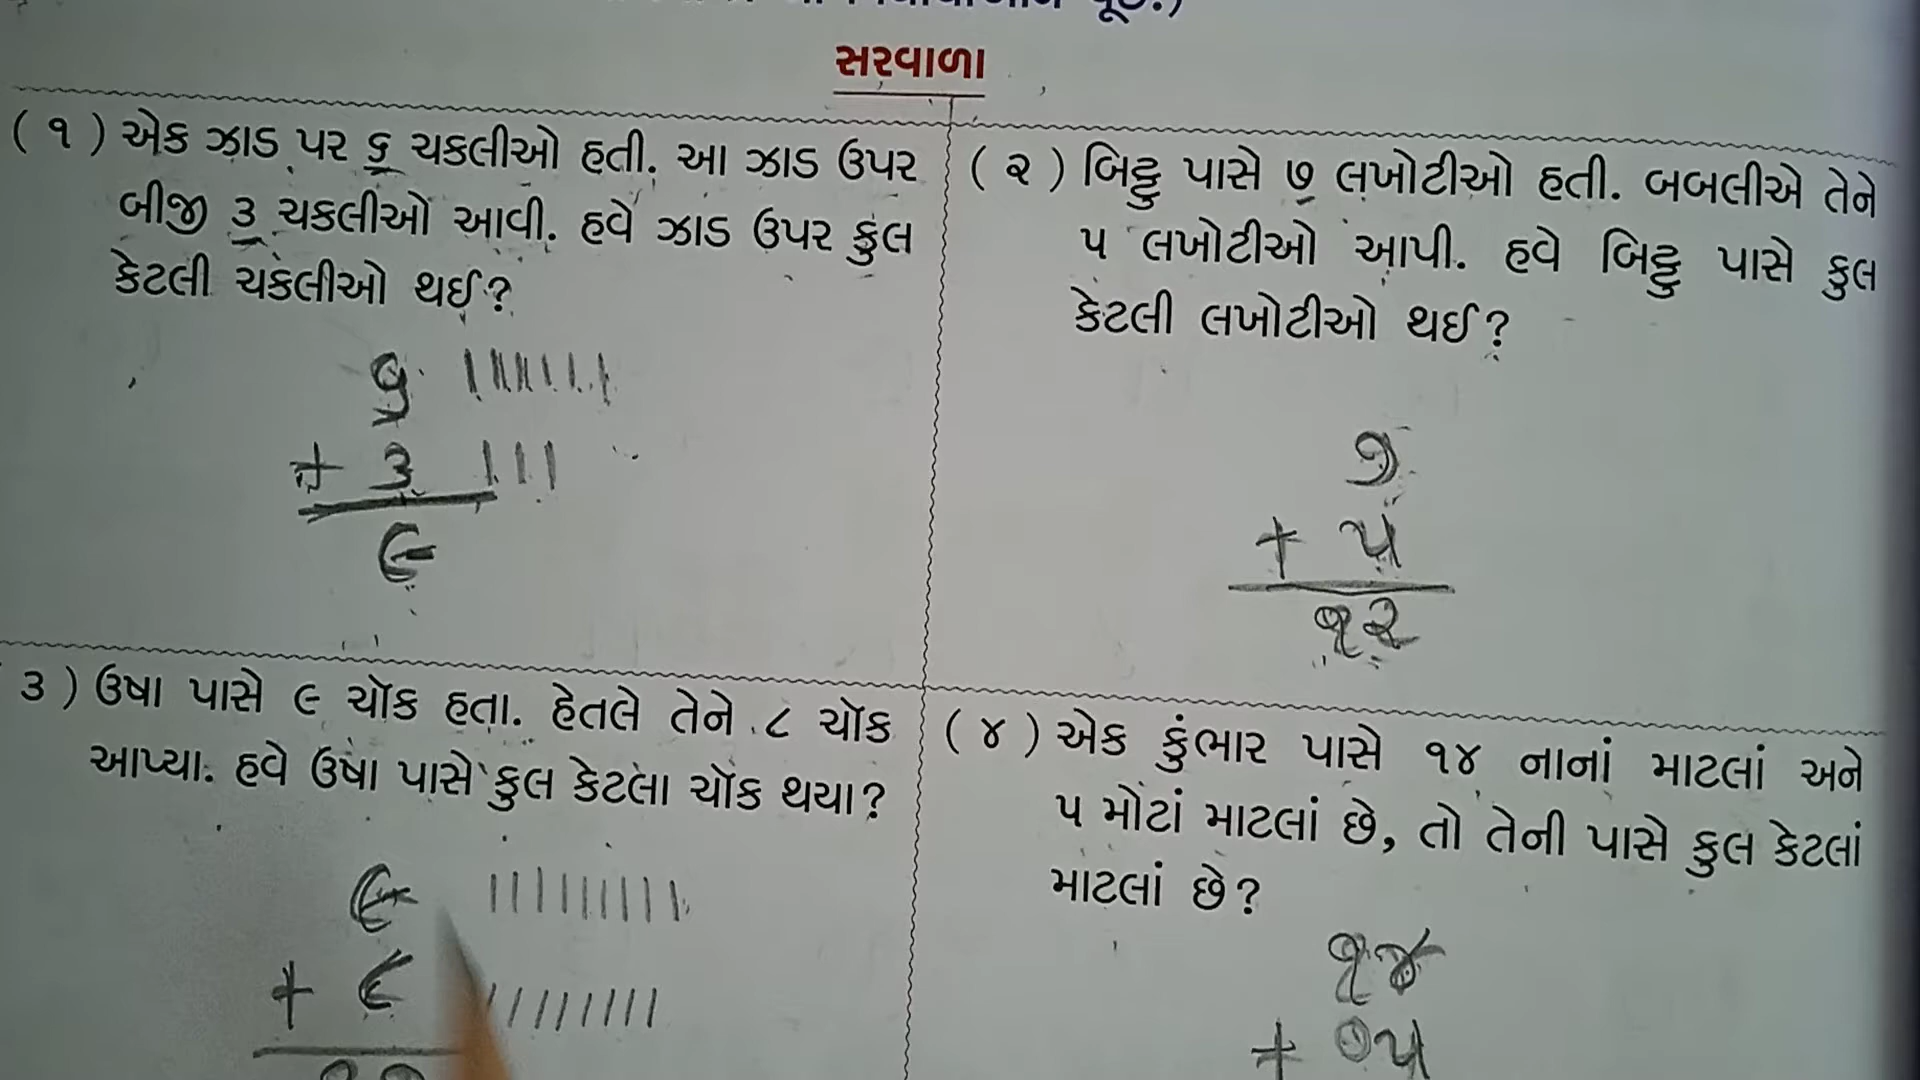 સરવાળા
(૧) એક ઝાડ પર ૬ ચકલીઓ હતી. આ ઝાડ ઉપર
બીજી ૩ ચકલીઓ આવી. હવે ઝાડ ઉપર કુલ
કેટલી ચકલીઓ થઈ?
૬
+ ૩
૯
(૨) બિટ્ટુ પાસે ૭ લખોટીઓ હતી. બબલીએ તેને
૫ લખોટીઓ આપી. હવે બિટ્ટુ પાસે કુલ
કેટલી લખોટીઓ થઈ?
૭
+ ૫
૧૨
૩) ઉષા પાસે ૯ ચૉક હતા. હેતલે તેને ૮ ચૉક
આપ્યા. હવે ઉષા પાસે કુલ કેટલા ચૉક થયા?
૯
+ ૮
(૪) એક કુંભાર પાસે ૧૪ નાનાં માટલાં અને
૫ મોટાં માટલાં છે, તો તેની પાસે કુલ કેટલાં
માટલાં છે?
૧૪
+ ૦૫